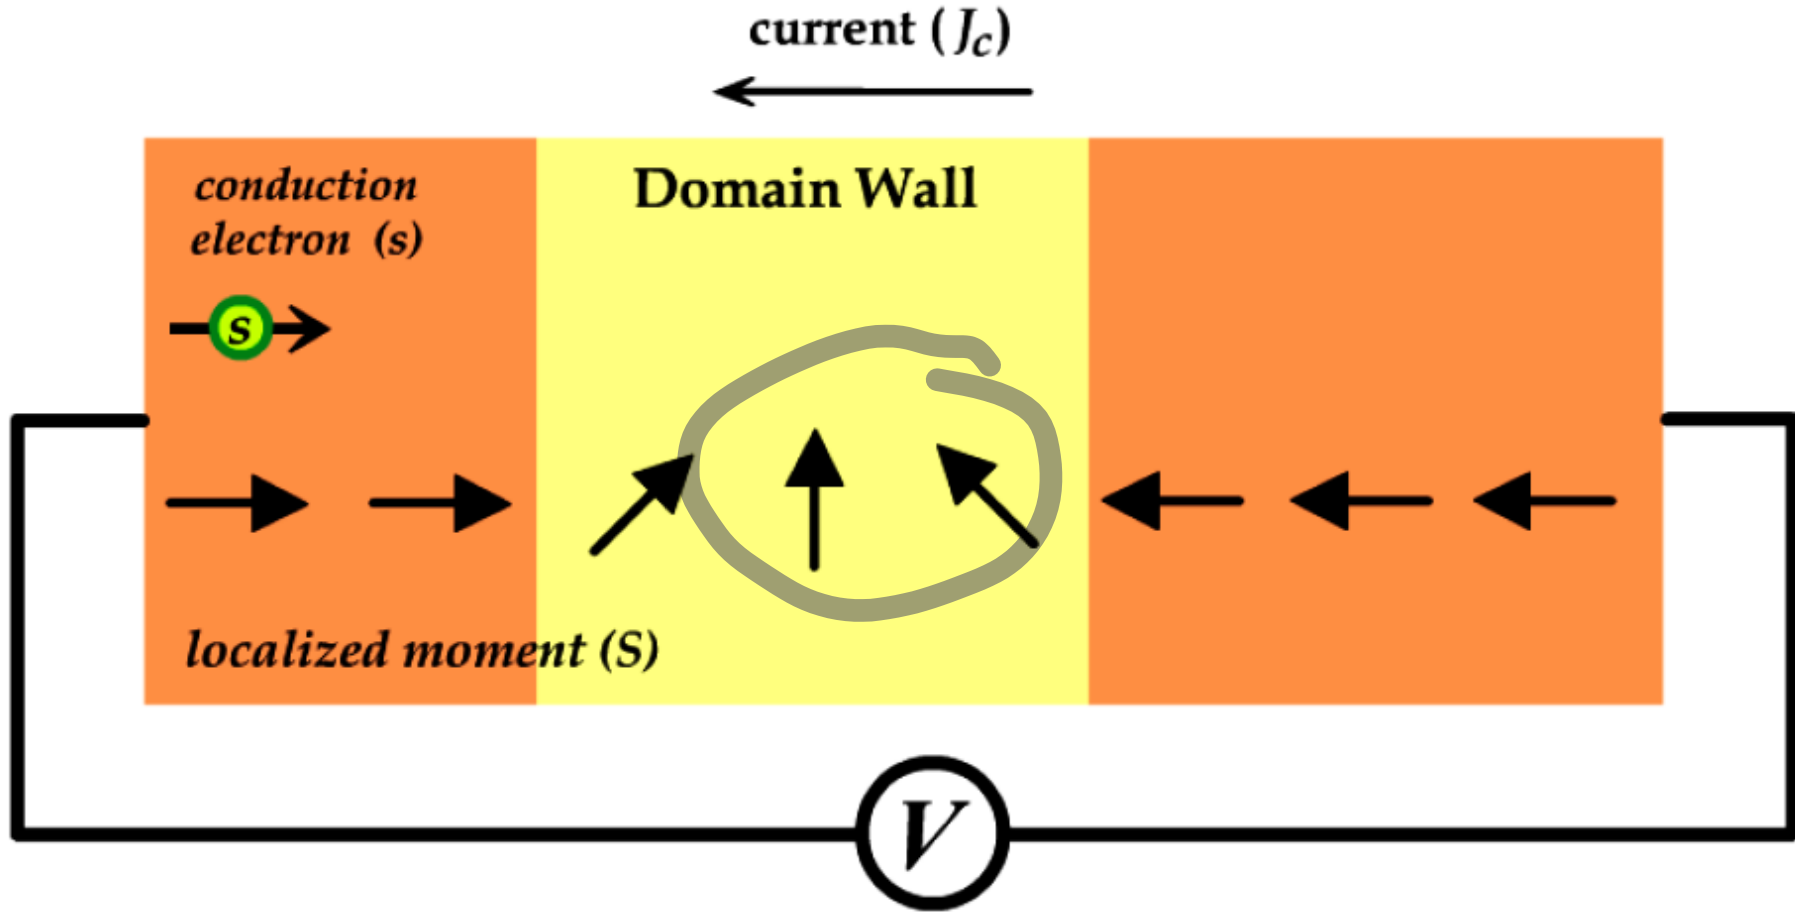 current (J_c)
Domain Wall
conduction
electron (s)
s
localized moment (S)
V